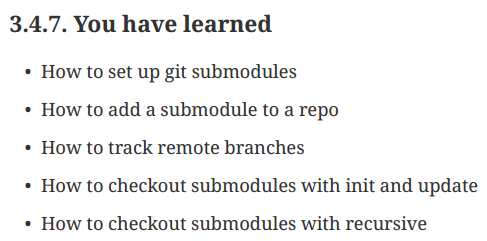 3.4.7. You have learned
• How to set up git submodules
• How to add a submodule to a repo
• How to track remote branches
• How to checkout submodules with init and update
• How to checkout submodules with recursive